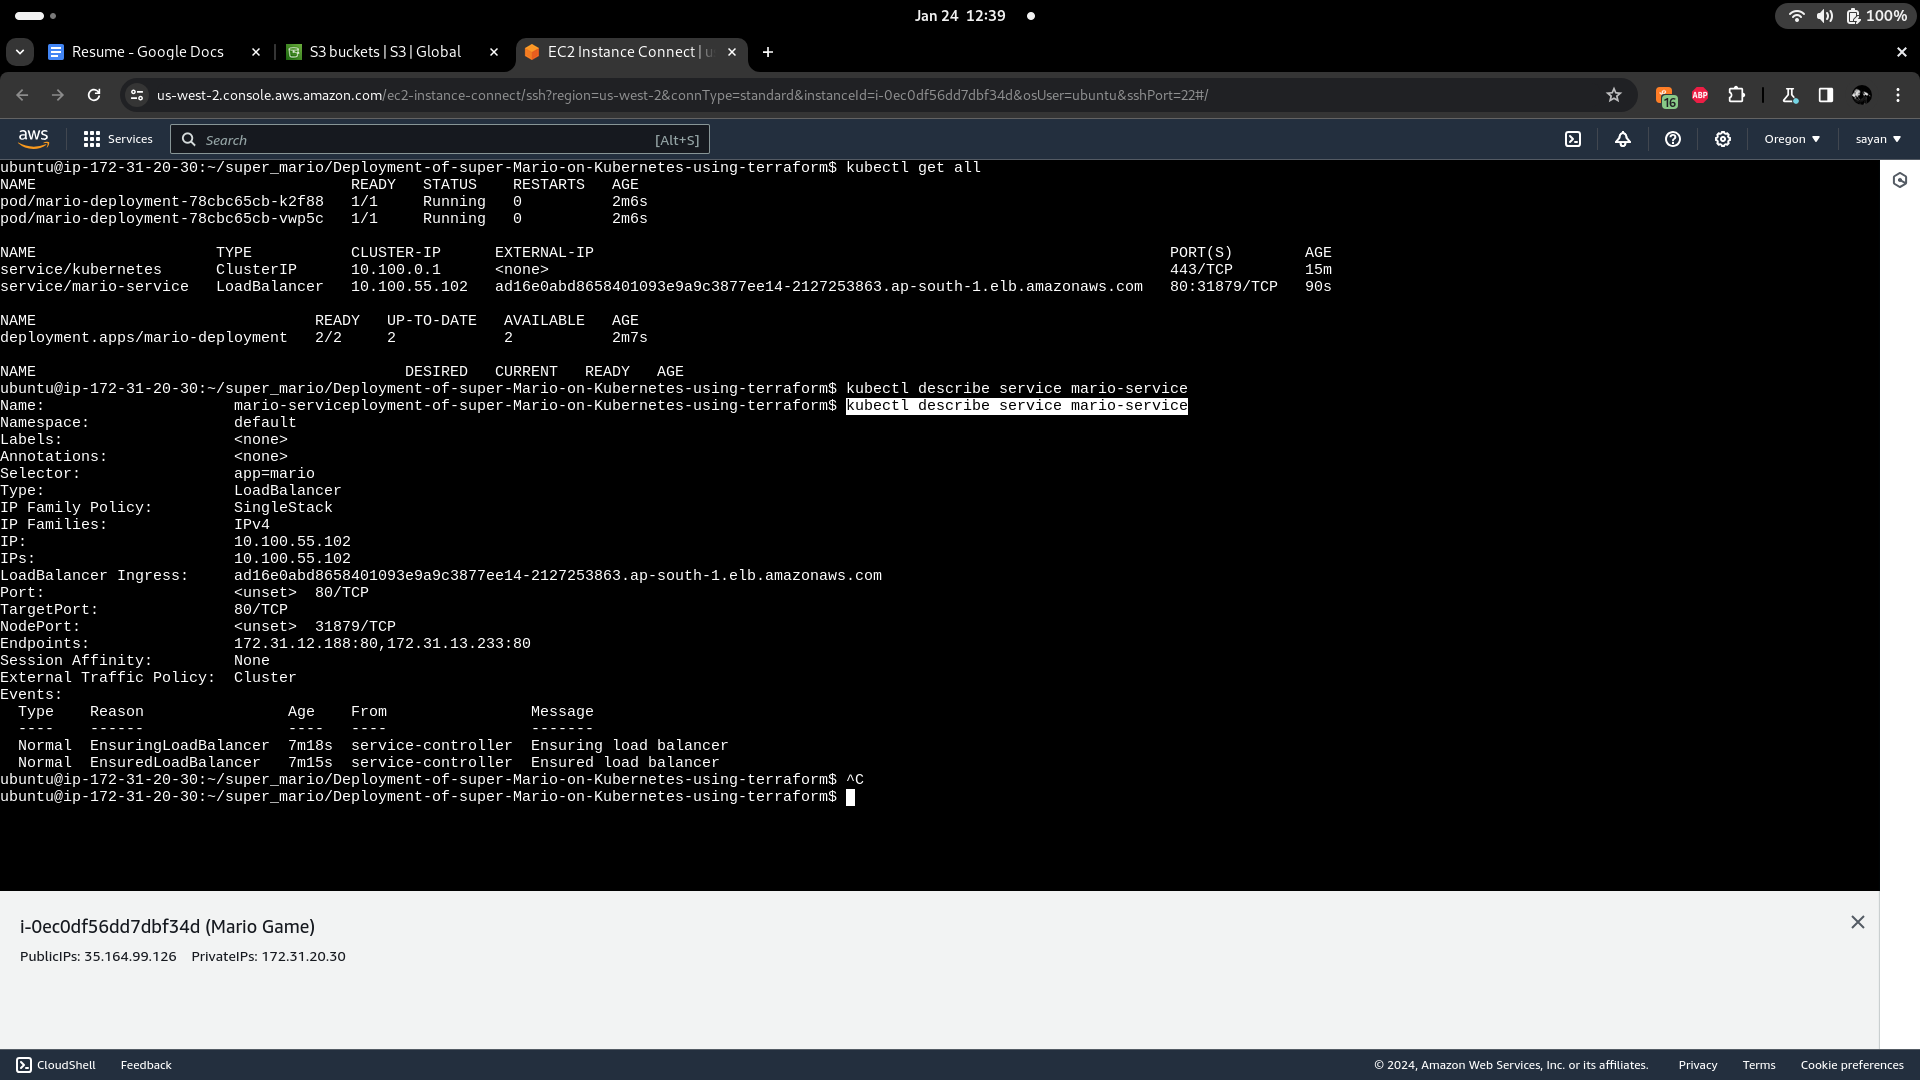 Jan 24 12:39
100%
Resume - Google Docs
S3 buckets | S3 | Global
EC2 Instance Connect | u
us-west-2.console.aws.amazon.com/ec2-instance-connect/ssh?region=us-west-2&connType=standard&instanceId=i-0ec0df56dd7dbf34d&osUser=ubuntu&sshPort=22#/
16
ABP
aws
Services
Search
[Alt+S]
Oregon
sayan
ubuntu@ip-172-31-20-30:~/super_mario/Deployment-of-super-Mario-on-Kubernetes-using-terraform$ kubectl get all
NAME READY STATUS RESTARTS AGE
pod/mario-deployment-78cbc65cb-k2f88 1/1 Running 0 2m6s
pod/mario-deployment-78cbc65cb-vwp5c 1/1 Running 0 2m6s
NAME TYPE CLUSTER-IP EXTERNAL-IP PORT(S) AGE
service/kubernetes ClusterIP 10.100.0.1 <none> 443/TCP 15m
service/mario-service LoadBalancer 10.100.55.102 ad16e0abd8658401093e9a9c3877ee14-2127253863.ap-south-1.elb.amazonaws.com 80:31879/TCP 90s
NAME READY UP-TO-DATE AVAILABLE AGE
deployment.apps/mario-deployment 2/2 2 2 2m7s
NAME DESIRED CURRENT READY AGE
ubuntu@ip-172-31-20-30:~/super_mario/Deployment-of-super-Mario-on-Kubernetes-using-terraform$ kubectl describe service mario-service
Name: mario-serviceployment-of-super-Mario-on-Kubernetes-using-terraform$ kubectl describe service mario-service
Namespace: default
Labels: <none>
Annotations: <none>
Selector: app=mario
Type: LoadBalancer
IP Family Policy: SingleStack
IP Families: IPv4
IP: 10.100.55.102
IPs: 10.100.55.102
LoadBalancer Ingress: ad16e0abd8658401093e9a9c3877ee14-2127253863.ap-south-1.elb.amazonaws.com
Port: <unset> 80/TCP
TargetPort: 80/TCP
NodePort: <unset> 31879/TCP
Endpoints: 172.31.12.188:80,172.31.13.233:80
Session Affinity: None
External Traffic Policy: Cluster
Events:
Type Reason Age From Message
---- ------ ---- ---- -------
Normal EnsuringLoadBalancer 7m18s service-controller Ensuring load balancer
Normal EnsuredLoadBalancer 7m15s service-controller Ensured load balancer
ubuntu@ip-172-31-20-30:~/super_mario/Deployment-of-super-Mario-on-Kubernetes-using-terraform$ ^C
ubuntu@ip-172-31-20-30:~/super_mario/Deployment-of-super-Mario-on-Kubernetes-using-terraform$
i-0ec0df56dd7dbf34d (Mario Game)
PublicIPs: 35.164.99.126 PrivateIPs: 172.31.20.30
CloudShell
Feedback
© 2024, Amazon Web Services, Inc. or its affiliates.
Privacy
Terms
Cookie preferences